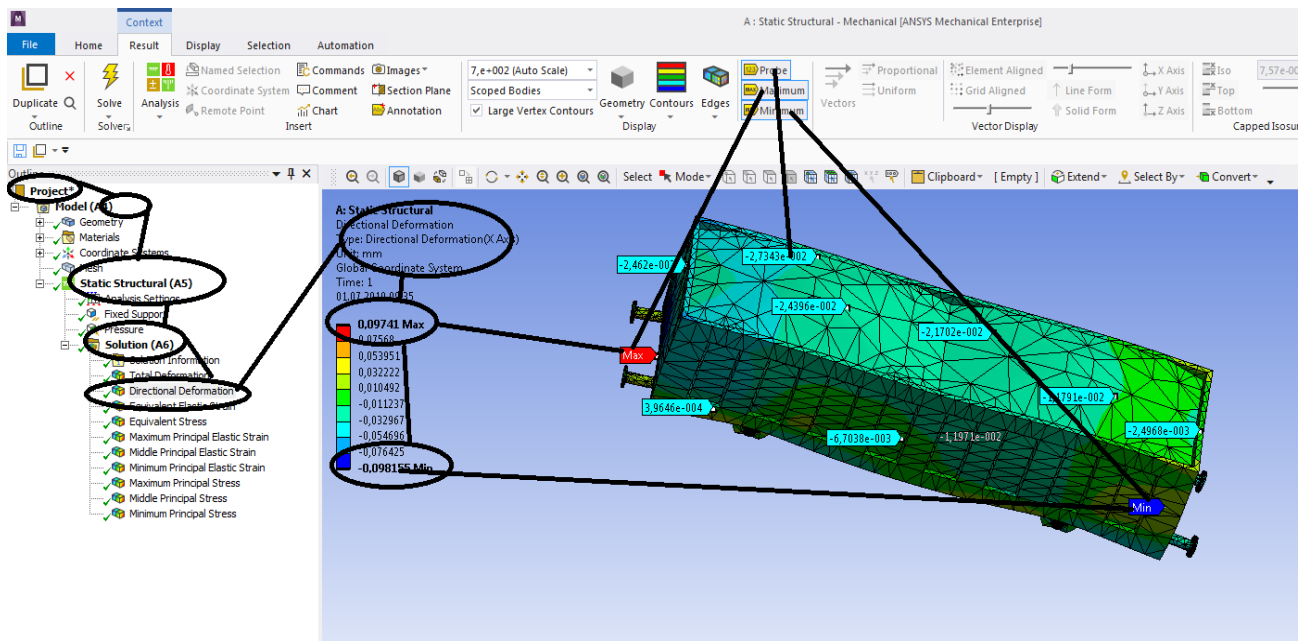 M
Context
A : Static Structural - Mechanical [ANSYS Mechanical Enterprise]
File Home Result Display Selection Automation
Duplicate
Outline
Solve
Solver
Analysis
Named Selection
Coordinate System
Remote Point
Commands
Comment
Chart
Images
Section Plane
Annotation
Insert
7,e+002 (Auto Scale)
Scoped Bodies
Large Vertex Contours
Geometry Contours Edges
Display
Probe
Maximum
Minimum
Vectors
Proportional
Uniform
Element Aligned
Grid Aligned
Line Form
Solid Form
X Axis
Y Axis
Z Axis
Vector Display
Iso
Top
Bottom
Capped Isosur
Select Mode Clipboard [ Empty ] Extend Select By Convert
Project*
Model (A4)
Geometry
Materials
Coordinate Systems
Mesh
Static Structural (A5)
Analysis Settings
Fixed Support
Pressure
Solution (A6)
Solution Information
Total Deformation
Directional Deformation
Equivalent Elastic Strain
Equivalent Stress
Maximum Principal Elastic Strain
Middle Principal Elastic Strain
Minimum Principal Elastic Strain
Maximum Principal Stress
Middle Principal Stress
Minimum Principal Stress
A: Static Structural
Directional Deformation
Type: Directional Deformation(X Axis)
Unit: mm
Global Coordinate System
Time: 1
0,09741 Max
0,07568
0,053951
0,032222
0,010492
-0,011237
-0,032967
-0,054696
-0,076425
-0,098155 Min
-2,7343e-002
-2,4396e-002
-2,1702e-002
Max
-1,1791e-002
3,9646e-004
-2,4968e-003
-6,7038e-003
-1,1971e-002
Min